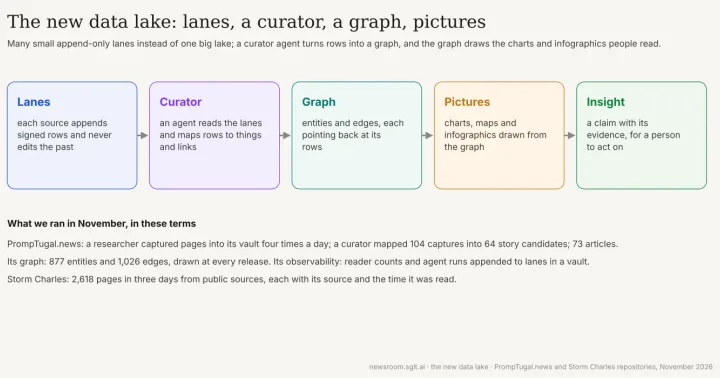 The new data lake: lanes, a curator, a graph, pictures
Many small append-only lanes instead of one big lake; a curator agent turns rows into a graph, and the graph draws the charts and infographics people read.
Lanes
each source appends
signed rows and never
edits the past
Curator
an agent reads the lanes
and maps rows to things
and links
Graph
entities and edges, each
pointing back at its
rows
Pictures
charts, maps and
infographics drawn from
the graph
Insight
a claim with its
evidence, for a person
to act on
What we ran in November, in these terms
PrompTugal.news: a researcher captured pages into its vault four times a day; a curator mapped 104 captures into 64 story candidates; 73 articles.
Its graph: 877 entities and 1,026 edges, drawn at every release. Its observability: reader counts and agent runs appended to lanes in a vault.
Storm Charles: 2,618 pages in three days from public sources, each with its source and the time it was read.
newsroom.sgit.ai · the new data lake · PrompTugal.news and Storm Charles repositories, November 2026